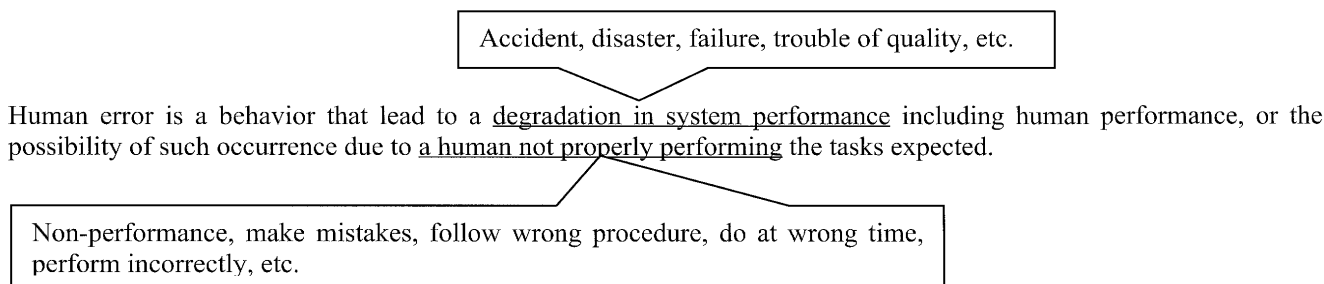 Accident, disaster, failure, trouble of quality, etc.
Human error is a behavior that lead to a degradation in system performance including human performance, or the
possibility of such occurrence due to a human not properly performing the tasks expected.
Non-performance, make mistakes, follow wrong procedure, do at wrong time,
perform incorrectly, etc.